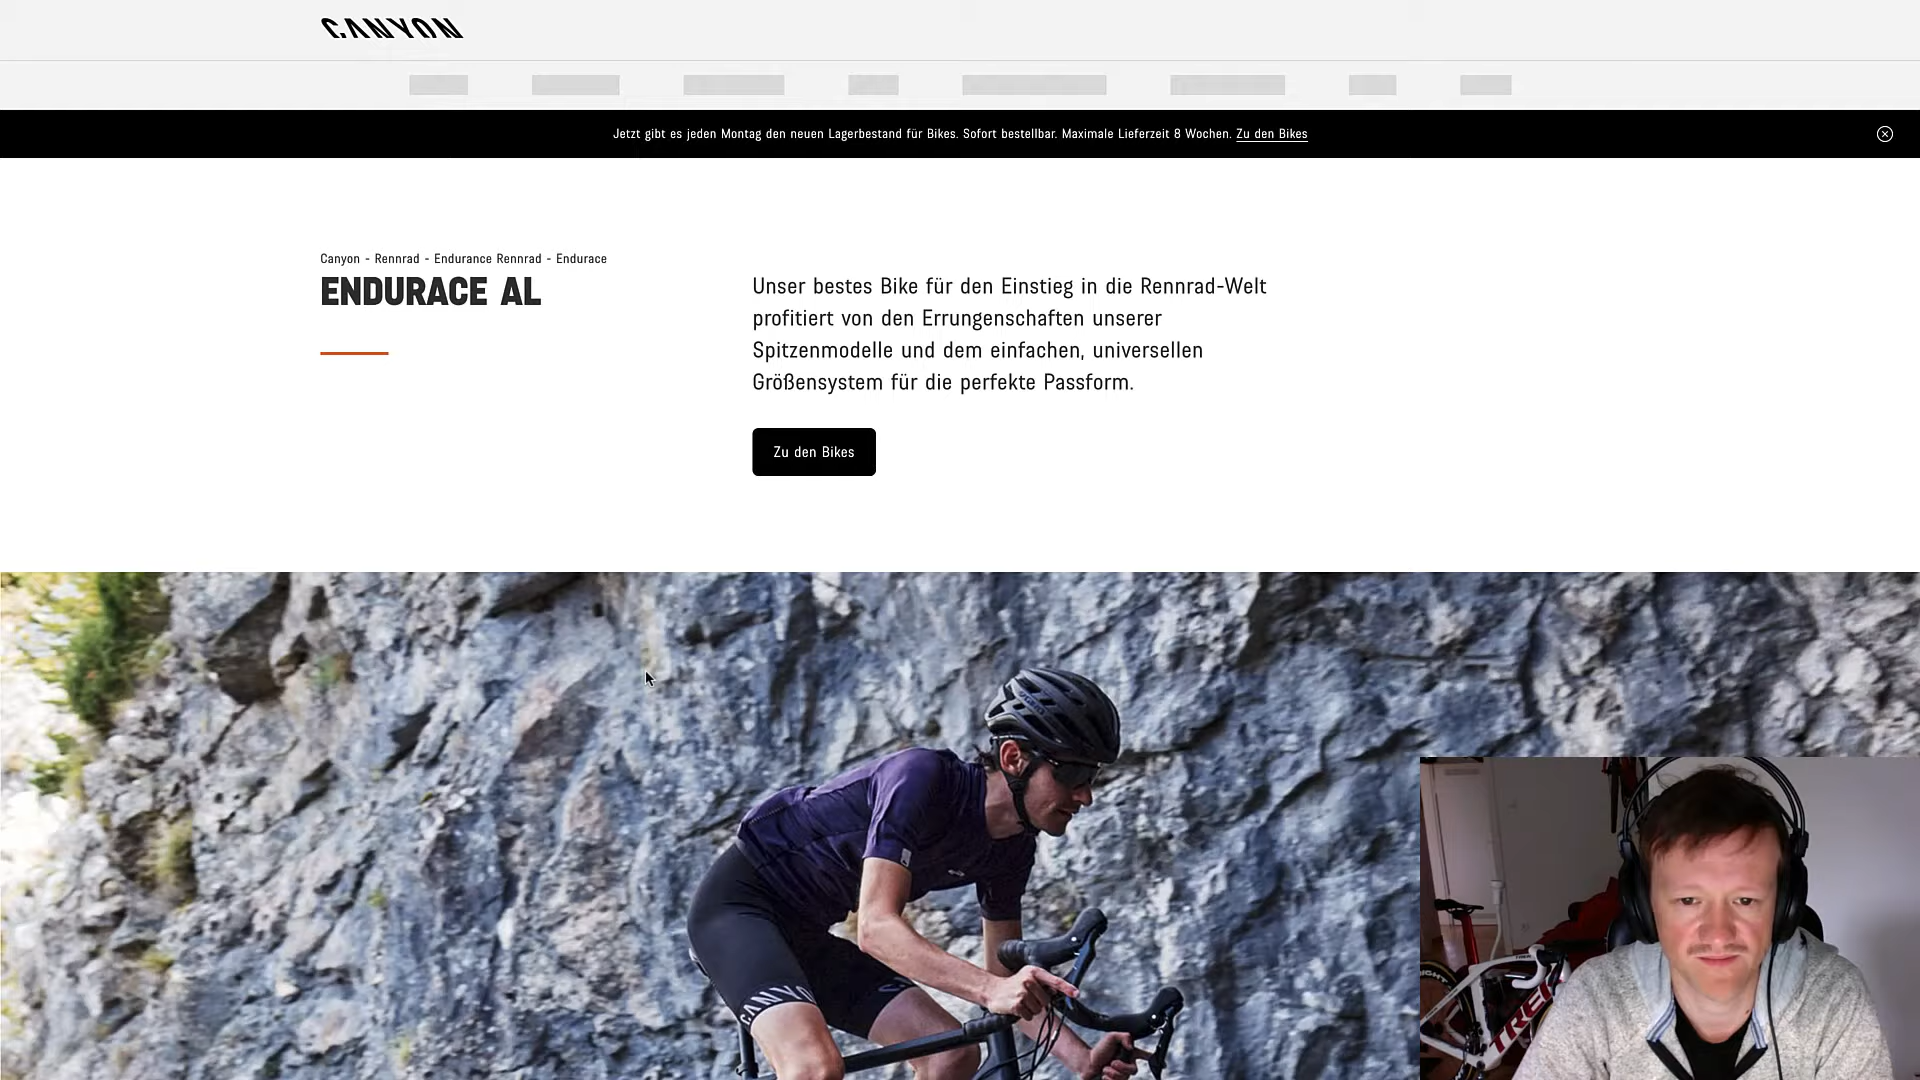 CANYON
Jetzt gibt es jeden Montag den neuen Lagerbestand für Bikes. Sofort bestellbar. Maximale Lieferzeit 8 Wochen. Zu den Bikes
Canyon - Rennrad - Endurance Rennrad - Endurace
ENDURACE AL
Unser bestes Bike für den Einstieg in die Rennrad-Welt
profitiert von den Errungenschaften unserer
Spitzenmodelle und dem einfachen, universellen
Größensystem für die perfekte Passform.
Zu den Bikes
CANYON
TREK